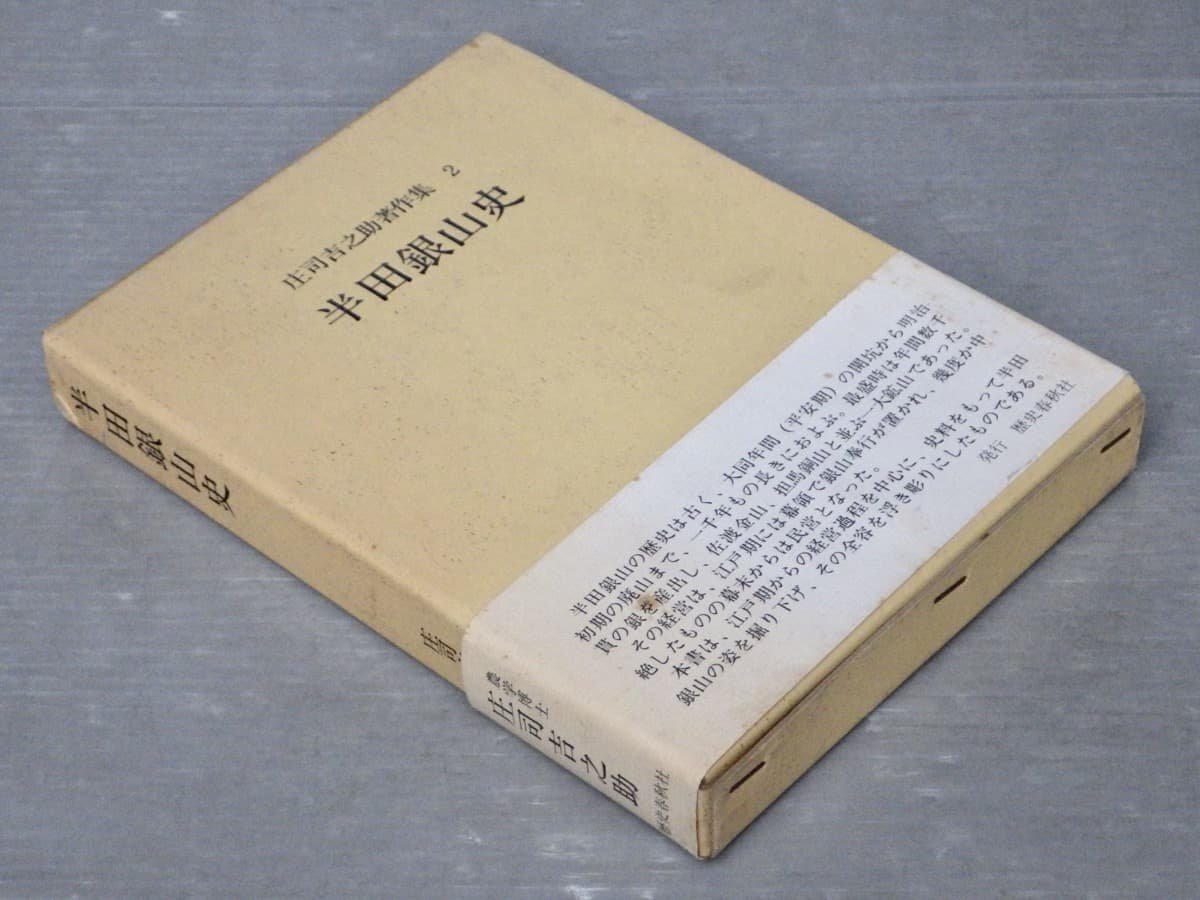 庄司吉之助著作集 2
半田銀山史
半田銀山の歴史は古く、大同年間（平安期）の開坑から明治
初期の廃山まで、一千年もの長きにおよぶ。最盛時は年間数千
貫の銀を産出し、佐渡金山、担馬銅山と並ぶ一大鉱山であった。
その経営は、江戸期には幕領で銀山奉行が置かれ、幾度か中
絶したものの幕末からは民営となった。
本書は、江戸期からの経営過程を中心に、史料をもって半田
銀山の姿を掘り下げ、その全容を浮き彫りにしたものである。
発行 歴史春秋社
半田銀山史
庄司
農学博士
庄司吉之助
歴史春秋社